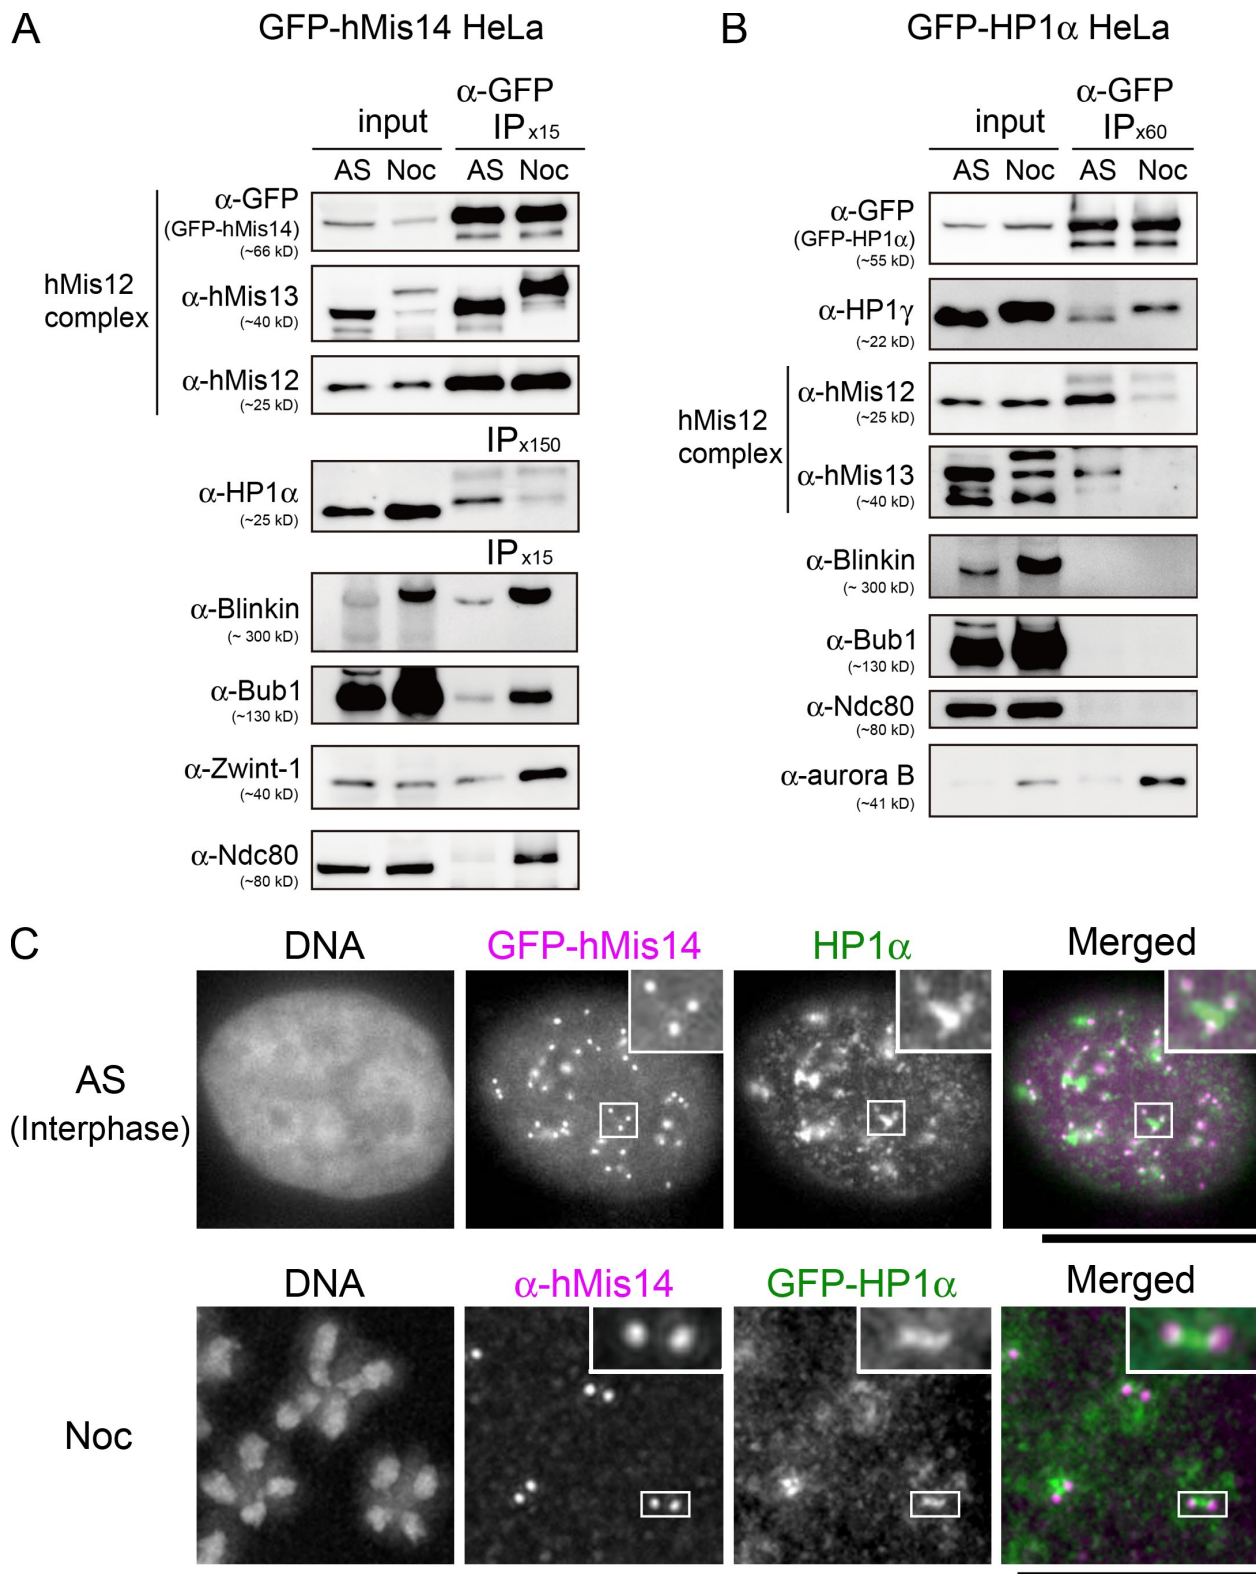 A
GFP-hMis14 HeLa
input
α-GFP
IPx15
AS Noc AS Noc
hMis12
complex
α-GFP
(GFP-hMis14)
(~66 kD)
α-hMis13
(~40 kD)
α-hMis12
(~25 kD)
IPx150
α-HP1α
(~25 kD)
IPx15
α-Blinkin
(~ 300 kD)
α-Bub1
(~130 kD)
α-Zwint-1
(~40 kD)
α-Ndc80
(~80 kD)
B
GFP-HP1α HeLa
input
α-GFP
IPx60
AS Noc AS Noc
α-GFP
(GFP-HP1α)
(~55 kD)
α-HP1γ
(~22 kD)
hMis12
complex
α-hMis12
(~25 kD)
α-hMis13
(~40 kD)
α-Blinkin
(~ 300 kD)
α-Bub1
(~130 kD)
α-Ndc80
(~80 kD)
α-aurora B
(~41 kD)
C
DNA GFP-hMis14 HP1α Merged
AS
(Interphase)
DNA α-hMis14 GFP-HP1α Merged
Noc